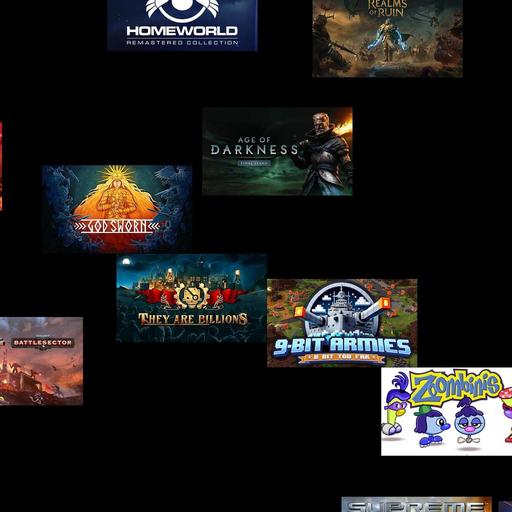 HOMEWORLD
REMASTERED COLLECTION
REALMS
OF RUIN
AGE OF
DARKNESS
GODSWORN
THEY ARE BILLIONS
9-BIT ARMIES
A BIT TOO FAR
BATTLESECTOR
Zoombinis
SUPREME